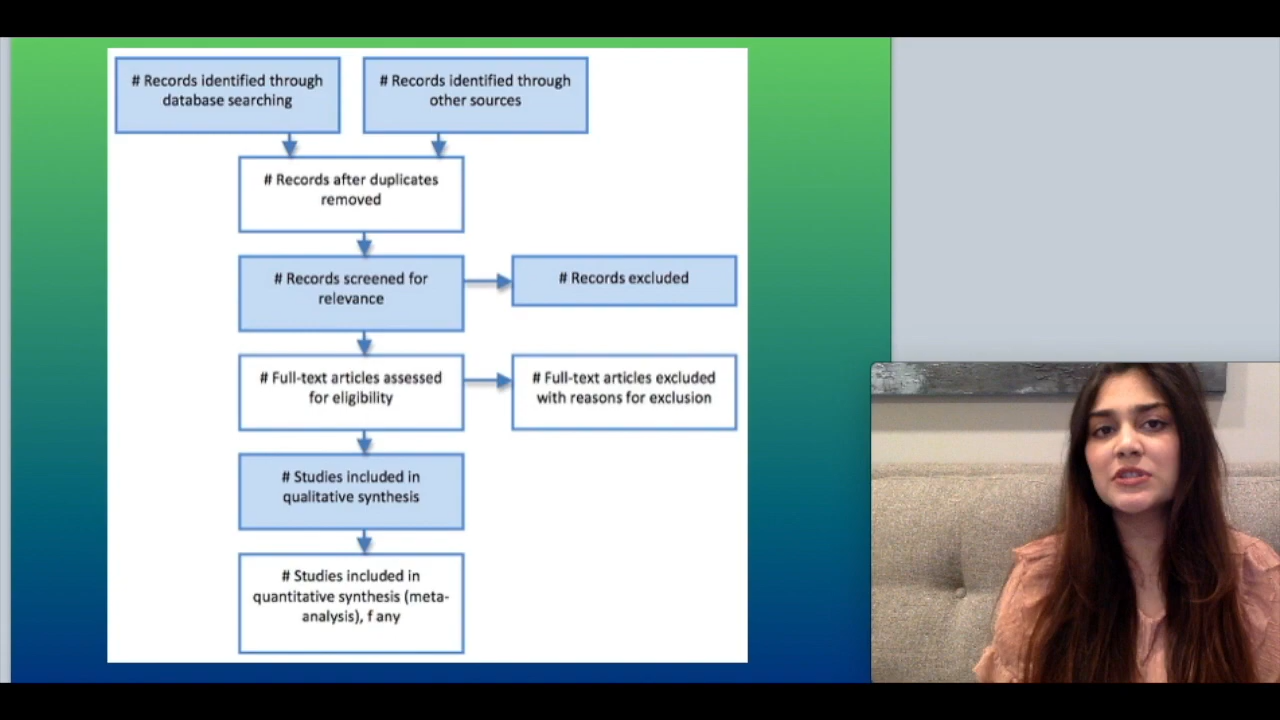 # Records identified through
database searching
# Records identified through
other sources
# Records after duplicates
removed
# Records screened for
relevance
# Records excluded
# Full-text articles assessed
for eligibility
# Full-text articles excluded
with reasons for exclusion
# Studies included in
qualitative synthesis
# Studies included in
quantitative synthesis (meta-
analysis), f any